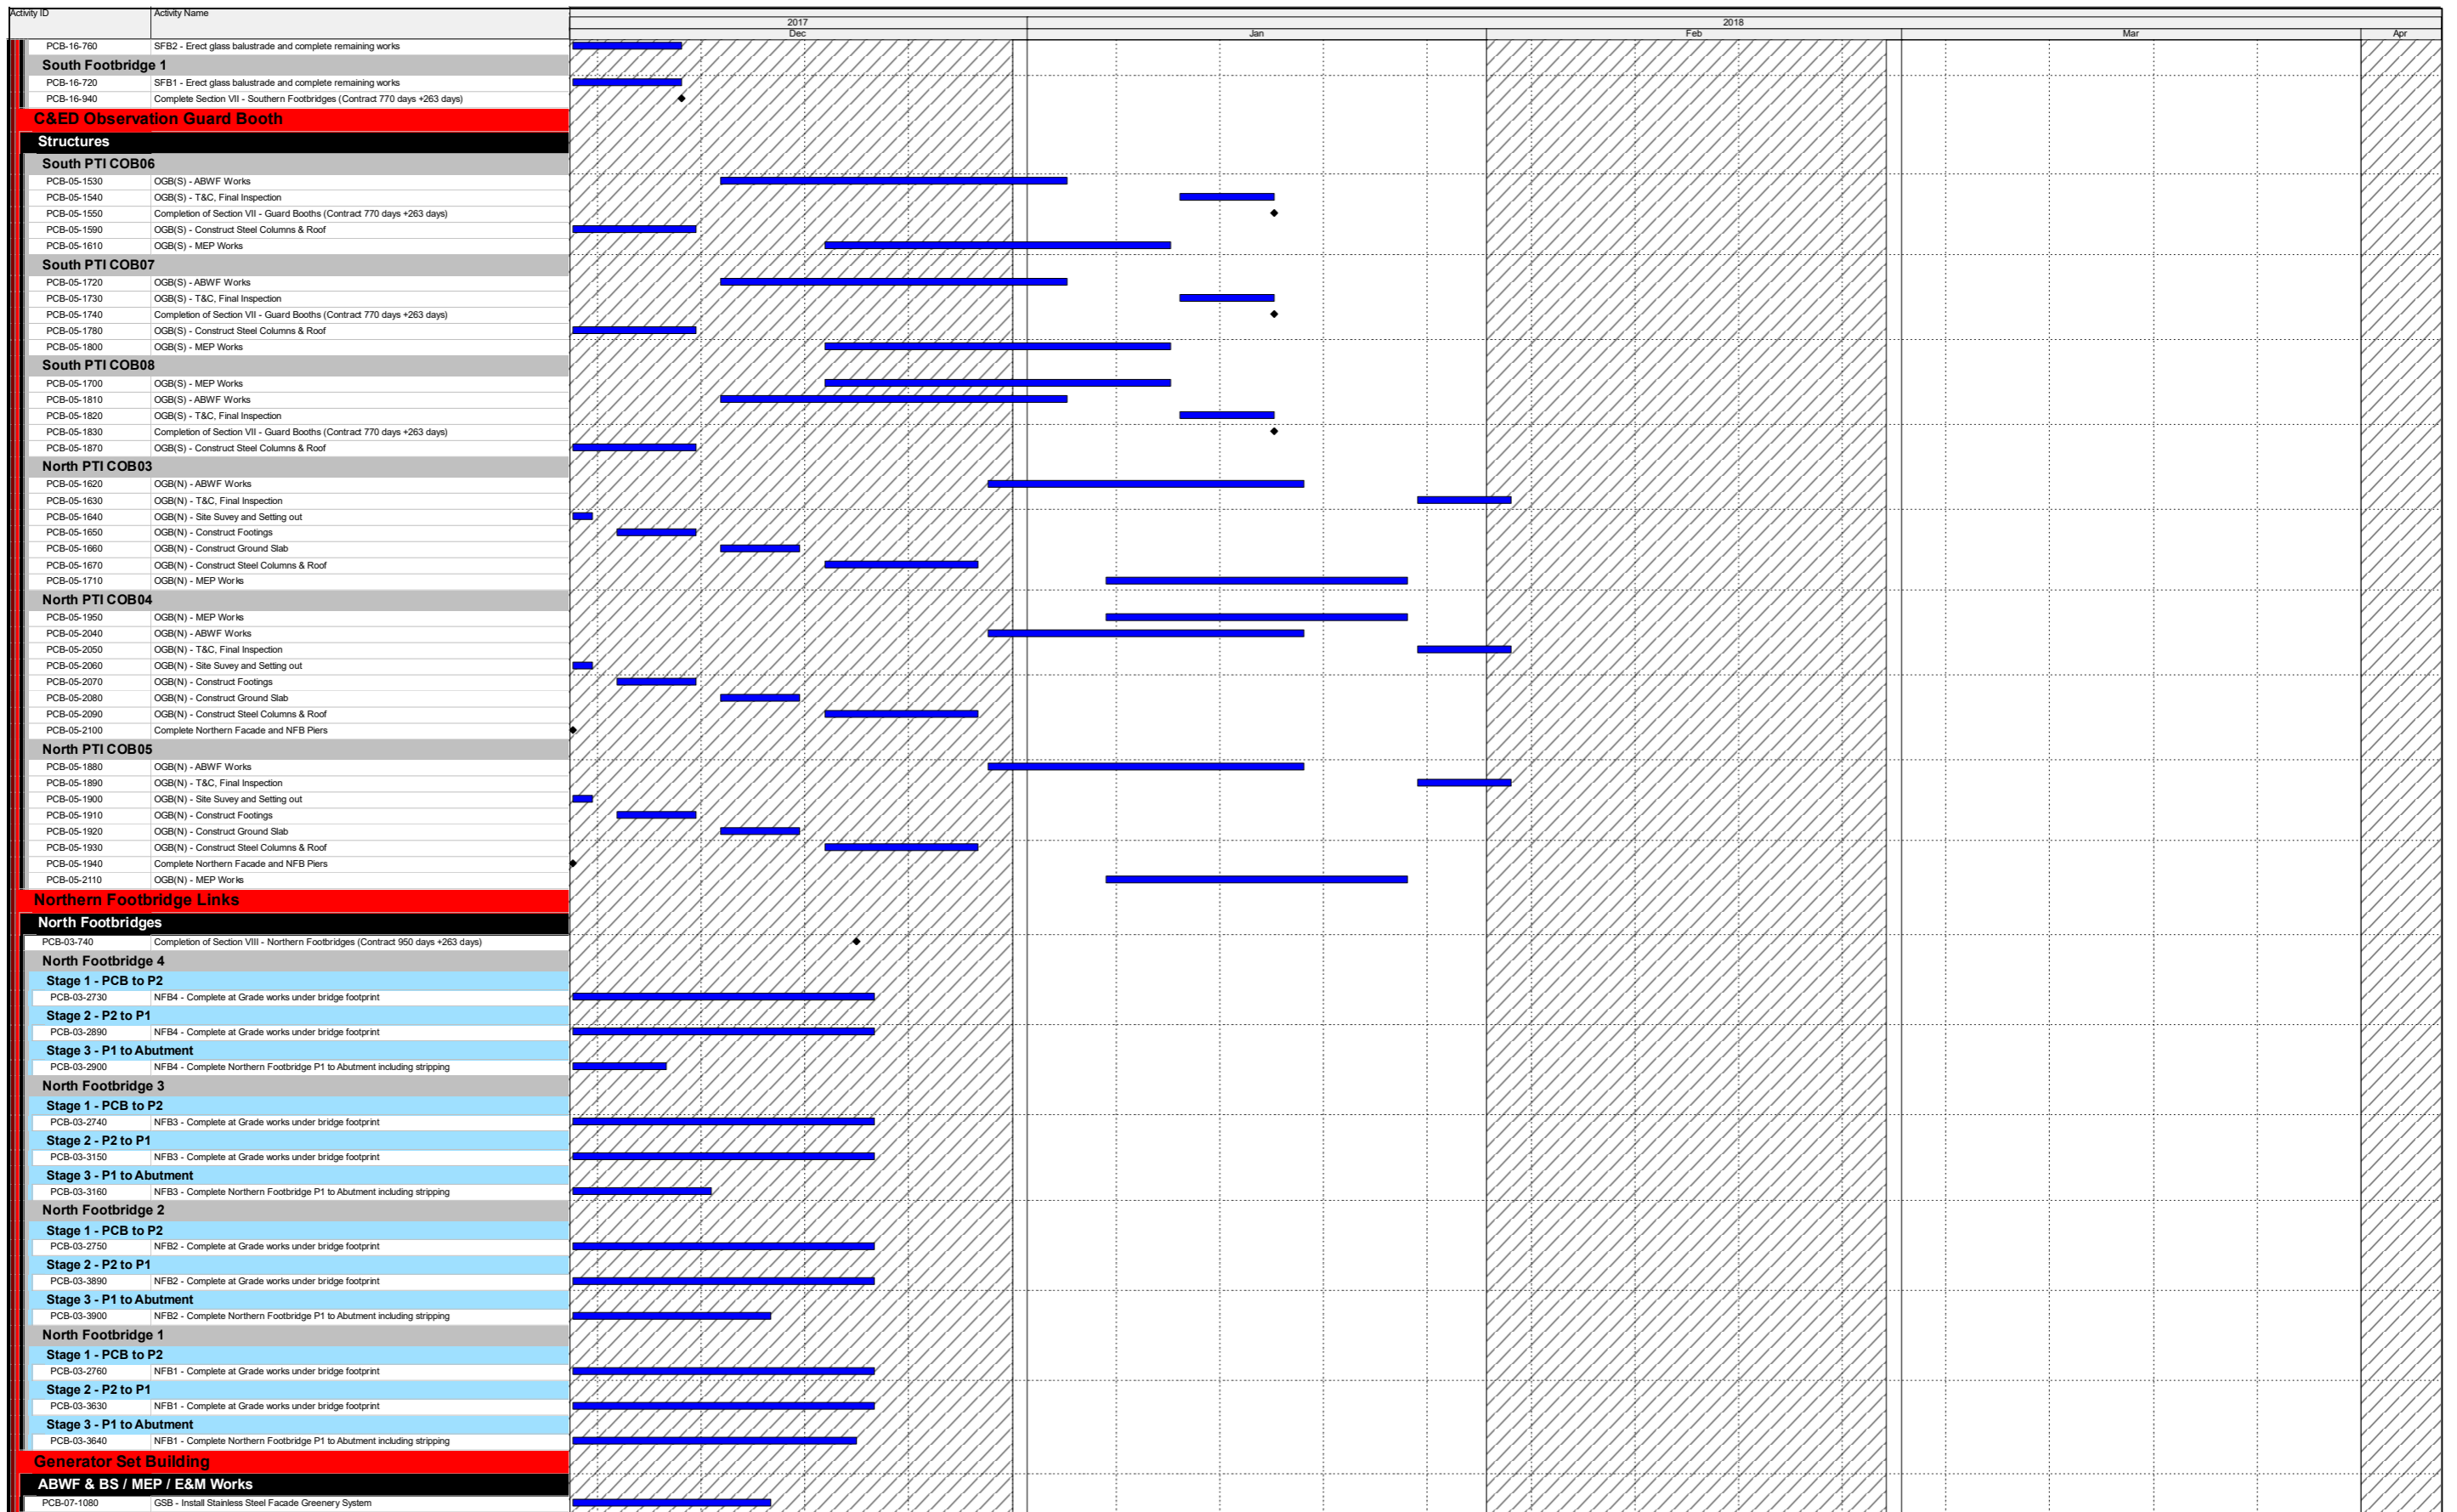 Activity ID Activity Name
2017 2018
Dec Jan Feb Mar Apr
PCB-16-760 SFB2 - Erect glass balustrade and complete remaining works
South Footbridge 1
PCB-16-720 SFB1 - Erect glass balustrade and complete remaining works
PCB-16-940 Complete Section VII - Southern Footbridges (Contract 770 days +263 days)
C&ED Observation Guard Booth
Structures
South PTI COB06
PCB-05-1530 OGB(S) - ABWF Works
PCB-05-1540 OGB(S) - T&C, Final Inspection
PCB-05-1550 Completion of Section VII - Guard Booths (Contract 770 days +263 days)
PCB-05-1590 OGB(S) - Construct Steel Columns & Roof
PCB-05-1610 OGB(S) - MEP Works
South PTI COB07
PCB-05-1720 OGB(S) - ABWF Works
PCB-05-1730 OGB(S) - T&C, Final Inspection
PCB-05-1740 Completion of Section VII - Guard Booths (Contract 770 days +263 days)
PCB-05-1780 OGB(S) - Construct Steel Columns & Roof
PCB-05-1800 OGB(S) - MEP Works
South PTI COB08
PCB-05-1700 OGB(S) - MEP Works
PCB-05-1810 OGB(S) - ABWF Works
PCB-05-1820 OGB(S) - T&C, Final Inspection
PCB-05-1830 Completion of Section VII - Guard Booths (Contract 770 days +263 days)
PCB-05-1870 OGB(S) - Construct Steel Columns & Roof
North PTI COB03
PCB-05-1620 OGB(N) - ABWF Works
PCB-05-1630 OGB(N) - T&C, Final Inspection
PCB-05-1640 OGB(N) - Site Suvey and Setting out
PCB-05-1650 OGB(N) - Construct Footings
PCB-05-1660 OGB(N) - Construct Ground Slab
PCB-05-1670 OGB(N) - Construct Steel Columns & Roof
PCB-05-1710 OGB(N) - MEP Works
North PTI COB04
PCB-05-1950 OGB(N) - MEP Works
PCB-05-2040 OGB(N) - ABWF Works
PCB-05-2050 OGB(N) - T&C, Final Inspection
PCB-05-2060 OGB(N) - Site Suvey and Setting out
PCB-05-2070 OGB(N) - Construct Footings
PCB-05-2080 OGB(N) - Construct Ground Slab
PCB-05-2090 OGB(N) - Construct Steel Columns & Roof
PCB-05-2100 Complete Northern Facade and NFB Piers
North PTI COB05
PCB-05-1880 OGB(N) - ABWF Works
PCB-05-1890 OGB(N) - T&C, Final Inspection
PCB-05-1900 OGB(N) - Site Suvey and Setting out
PCB-05-1910 OGB(N) - Construct Footings
PCB-05-1920 OGB(N) - Construct Ground Slab
PCB-05-1930 OGB(N) - Construct Steel Columns & Roof
PCB-05-1940 Complete Northern Facade and NFB Piers
PCB-05-2110 OGB(N) - MEP Works
Northern Footbridge Links
North Footbridges
PCB-03-740 Completion of Section VIII - Northern Footbridges (Contract 950 days +263 days)
North Footbridge 4
Stage 1 - PCB to P2
PCB-03-2730 NFB4 - Complete at Grade works under bridge footprint
Stage 2 - P2 to P1
PCB-03-2890 NFB4 - Complete at Grade works under bridge footprint
Stage 3 - P1 to Abutment
PCB-03-2900 NFB4 - Complete Northern Footbridge P1 to Abutment including stripping
North Footbridge 3
Stage 1 - PCB to P2
PCB-03-2740 NFB3 - Complete at Grade works under bridge footprint
Stage 2 - P2 to P1
PCB-03-3150 NFB3 - Complete at Grade works under bridge footprint
Stage 3 - P1 to Abutment
PCB-03-3160 NFB3 - Complete Northern Footbridge P1 to Abutment including stripping
North Footbridge 2
Stage 1 - PCB to P2
PCB-03-2750 NFB2 - Complete at Grade works under bridge footprint
Stage 2 - P2 to P1
PCB-03-3890 NFB2 - Complete at Grade works under bridge footprint
Stage 3 - P1 to Abutment
PCB-03-3900 NFB2 - Complete Northern Footbridge P1 to Abutment including stripping
North Footbridge 1
Stage 1 - PCB to P2
PCB-03-2760 NFB1 - Complete at Grade works under bridge footprint
Stage 2 - P2 to P1
PCB-03-3630 NFB1 - Complete at Grade works under bridge footprint
Stage 3 - P1 to Abutment
PCB-03-3640 NFB1 - Complete Northern Footbridge P1 to Abutment including stripping
Generator Set Building
ABWF & BS / MEP / E&M Works
PCB-07-1080 GSB - Install Stainless Steel Facade Greenery System